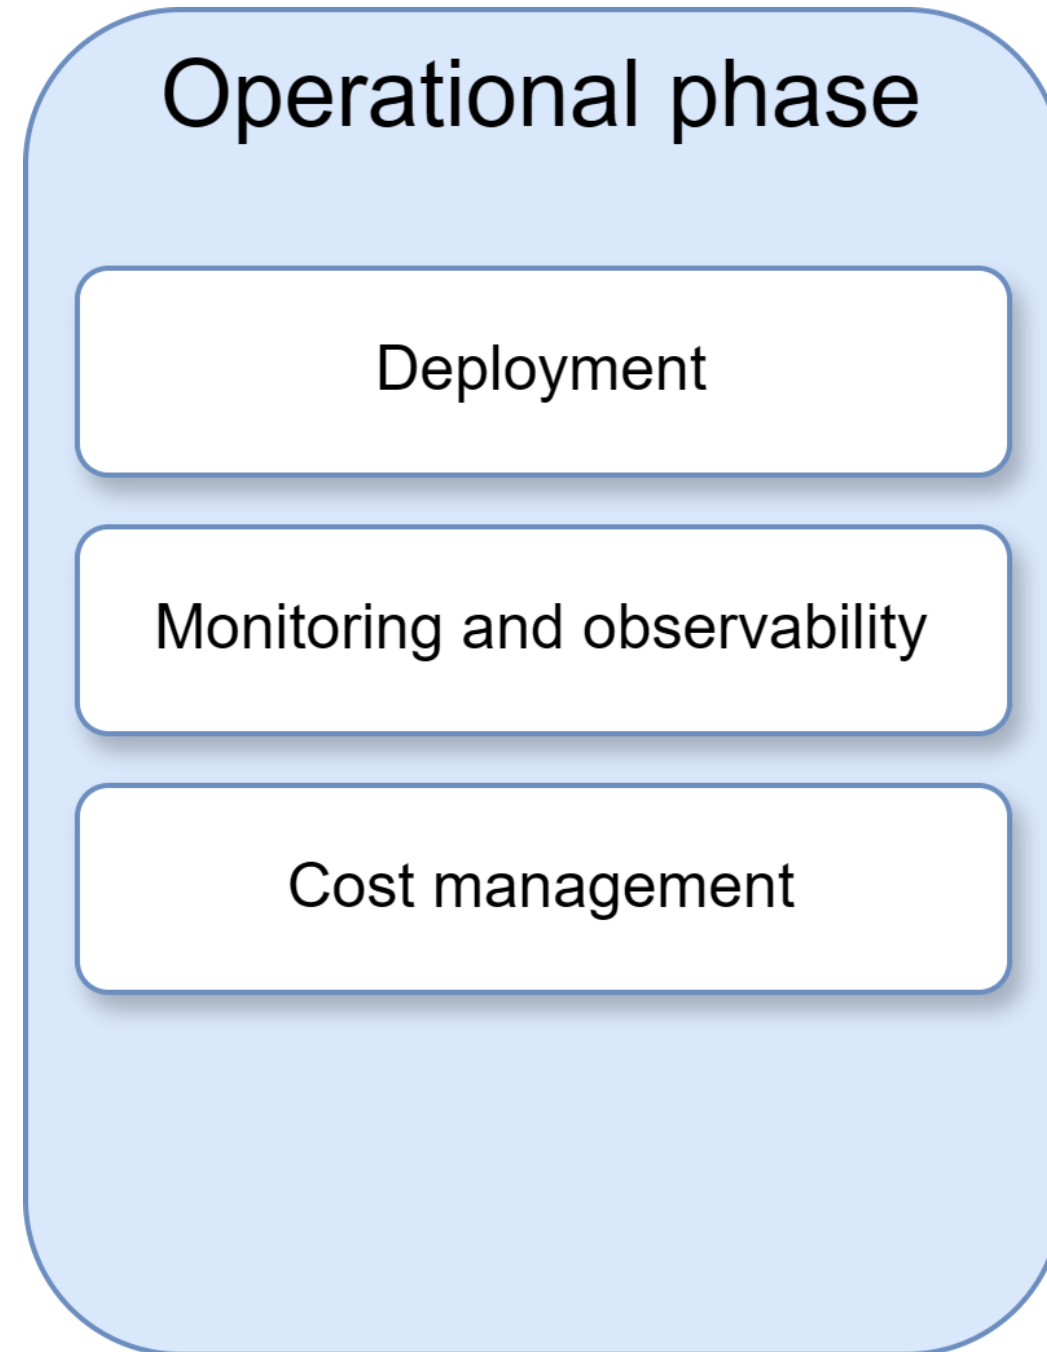 Operational phase
Deployment
Monitoring and observability
Cost management